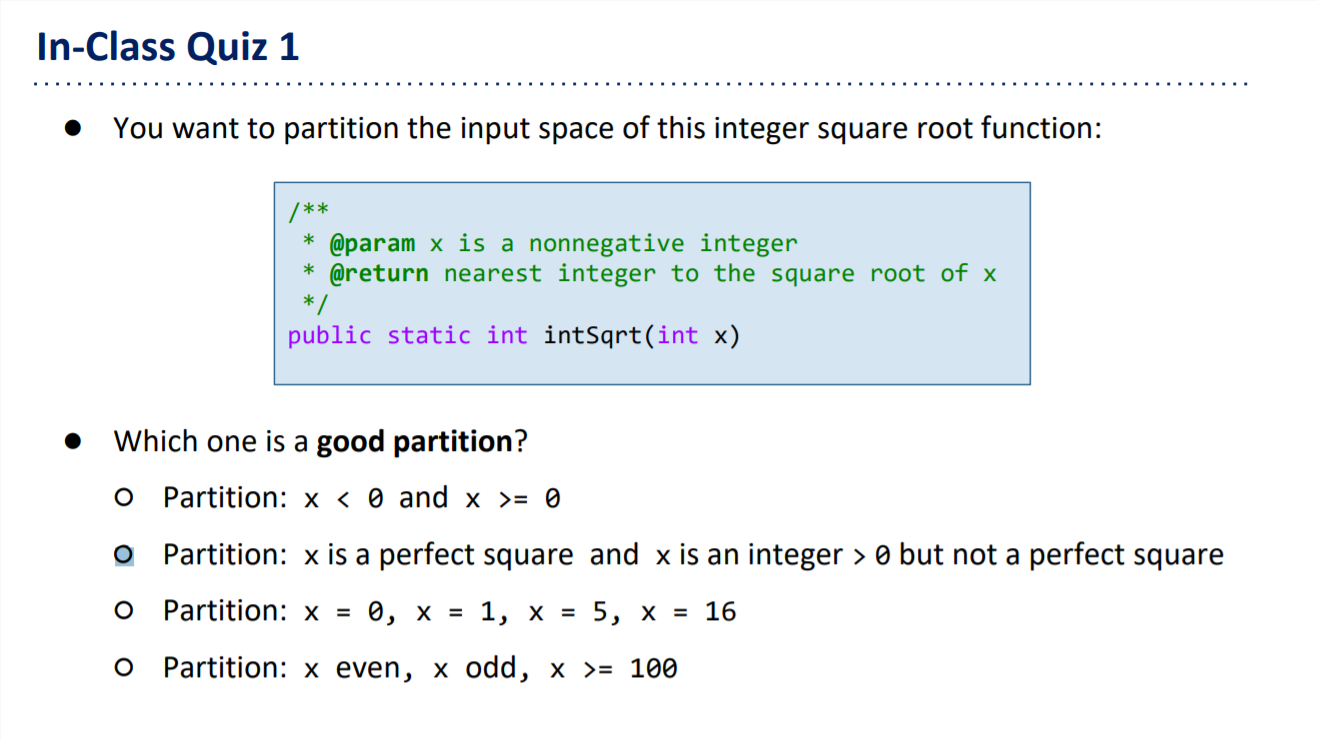 In-Class Quiz 1
● You want to partition the input space of this integer square root function:
/**
 * @param x is a nonnegative integer
 * @return nearest integer to the square root of x
 */
public static int intSqrt(int x)
● Which one is a good partition?
○ Partition: x < 0 and x >= 0
○ Partition: x is a perfect square and x is an integer > 0 but not a perfect square
○ Partition: x = 0, x = 1, x = 5, x = 16
○ Partition: x even, x odd, x >= 100